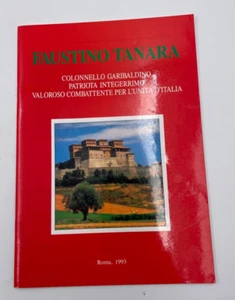 FAUSTINO TANARA
COLONNELLO GARIBALDINO
PATRIOTA INTEGERRIMO
VALOROSO COMBATTENTE PER L'UNITÀ D'ITALIA
Roma, 1993